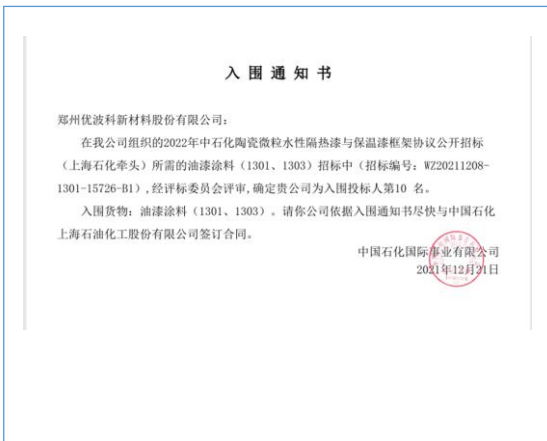 入 围 通 知 书
郑州优波科新材料股份有限公司：
在我公司组织的2022年中石化陶瓷微粒水性隔热漆与保温漆框架协议公开招标
（上海石化牵头）所需的油漆涂料（1301、1303）招标中（招标编号：WZ20211208-
1301-15726-B1）,经评标委员会评审,确定贵公司为入围投标人第10 名。
入围货物：油漆涂料（1301、1303）。请你公司依据入围通知书尽快与中国石化
上海石油化工股份有限公司签订合同。
中国石化国际事业有限公司
2021年12月21日